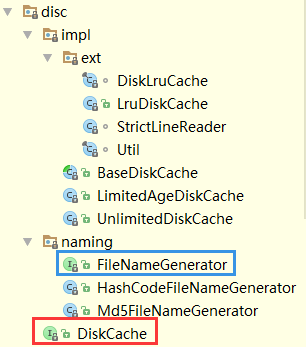 disc
impl
ext
DiskLruCache
LruDiskCache
StrictLineReader
Util
BaseDiskCache
LimitedAgeDiskCache
UnlimitedDiskCache
naming
FileNameGenerator
HashCodeFileNameGenerator
Md5FileNameGenerator
DiskCache